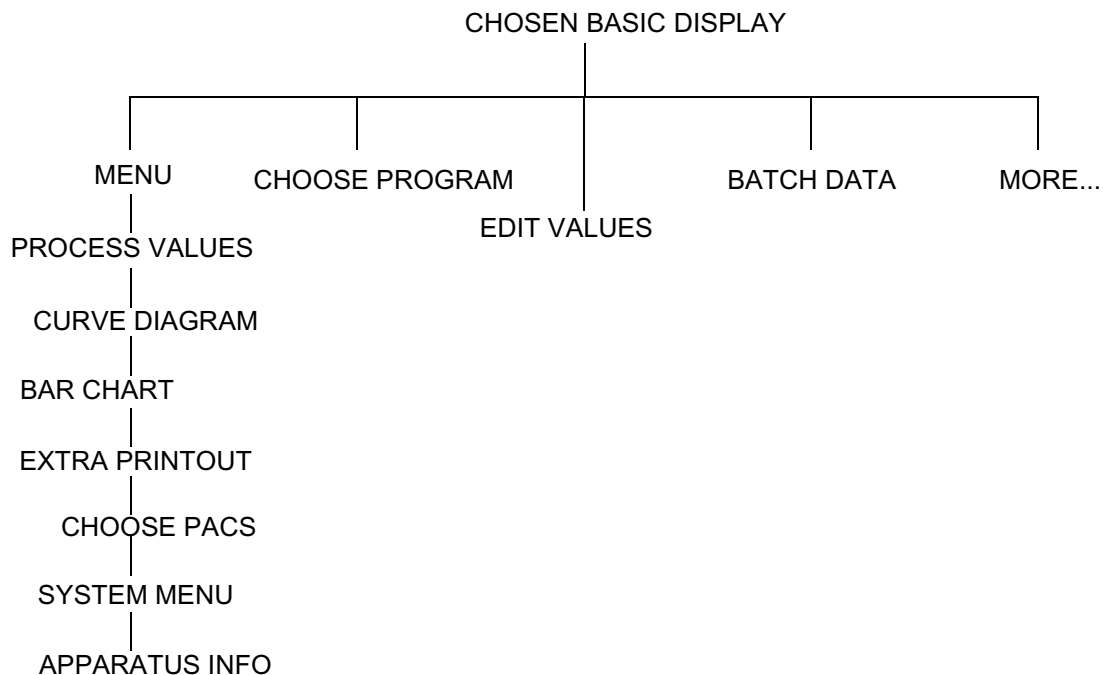 CHOSEN BASIC DISPLAY
MENU
CHOOSE PROGRAM
BATCH DATA
MORE...
EDIT VALUES
PROCESS VALUES
CURVE DIAGRAM
BAR CHART
EXTRA PRINTOUT
CHOOSE PACS
SYSTEM MENU
APPARATUS INFO